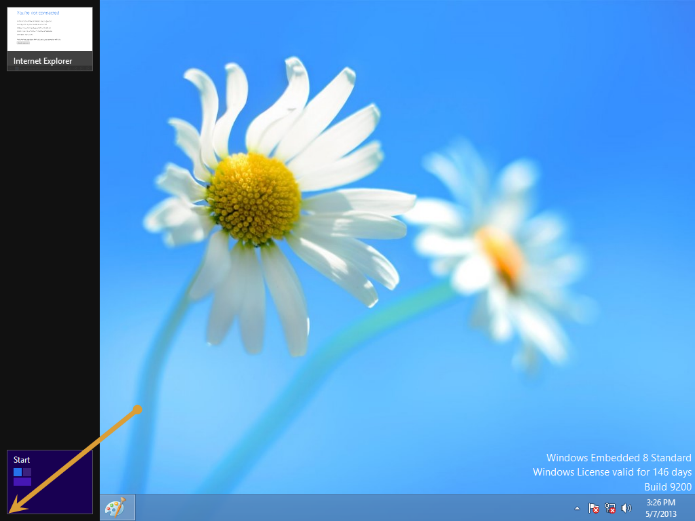 You're not connected
Internet Explorer
Start
Windows Embedded 8 Standard
Windows License valid for 146 days
Build 9200
3:26 PM
5/7/2013